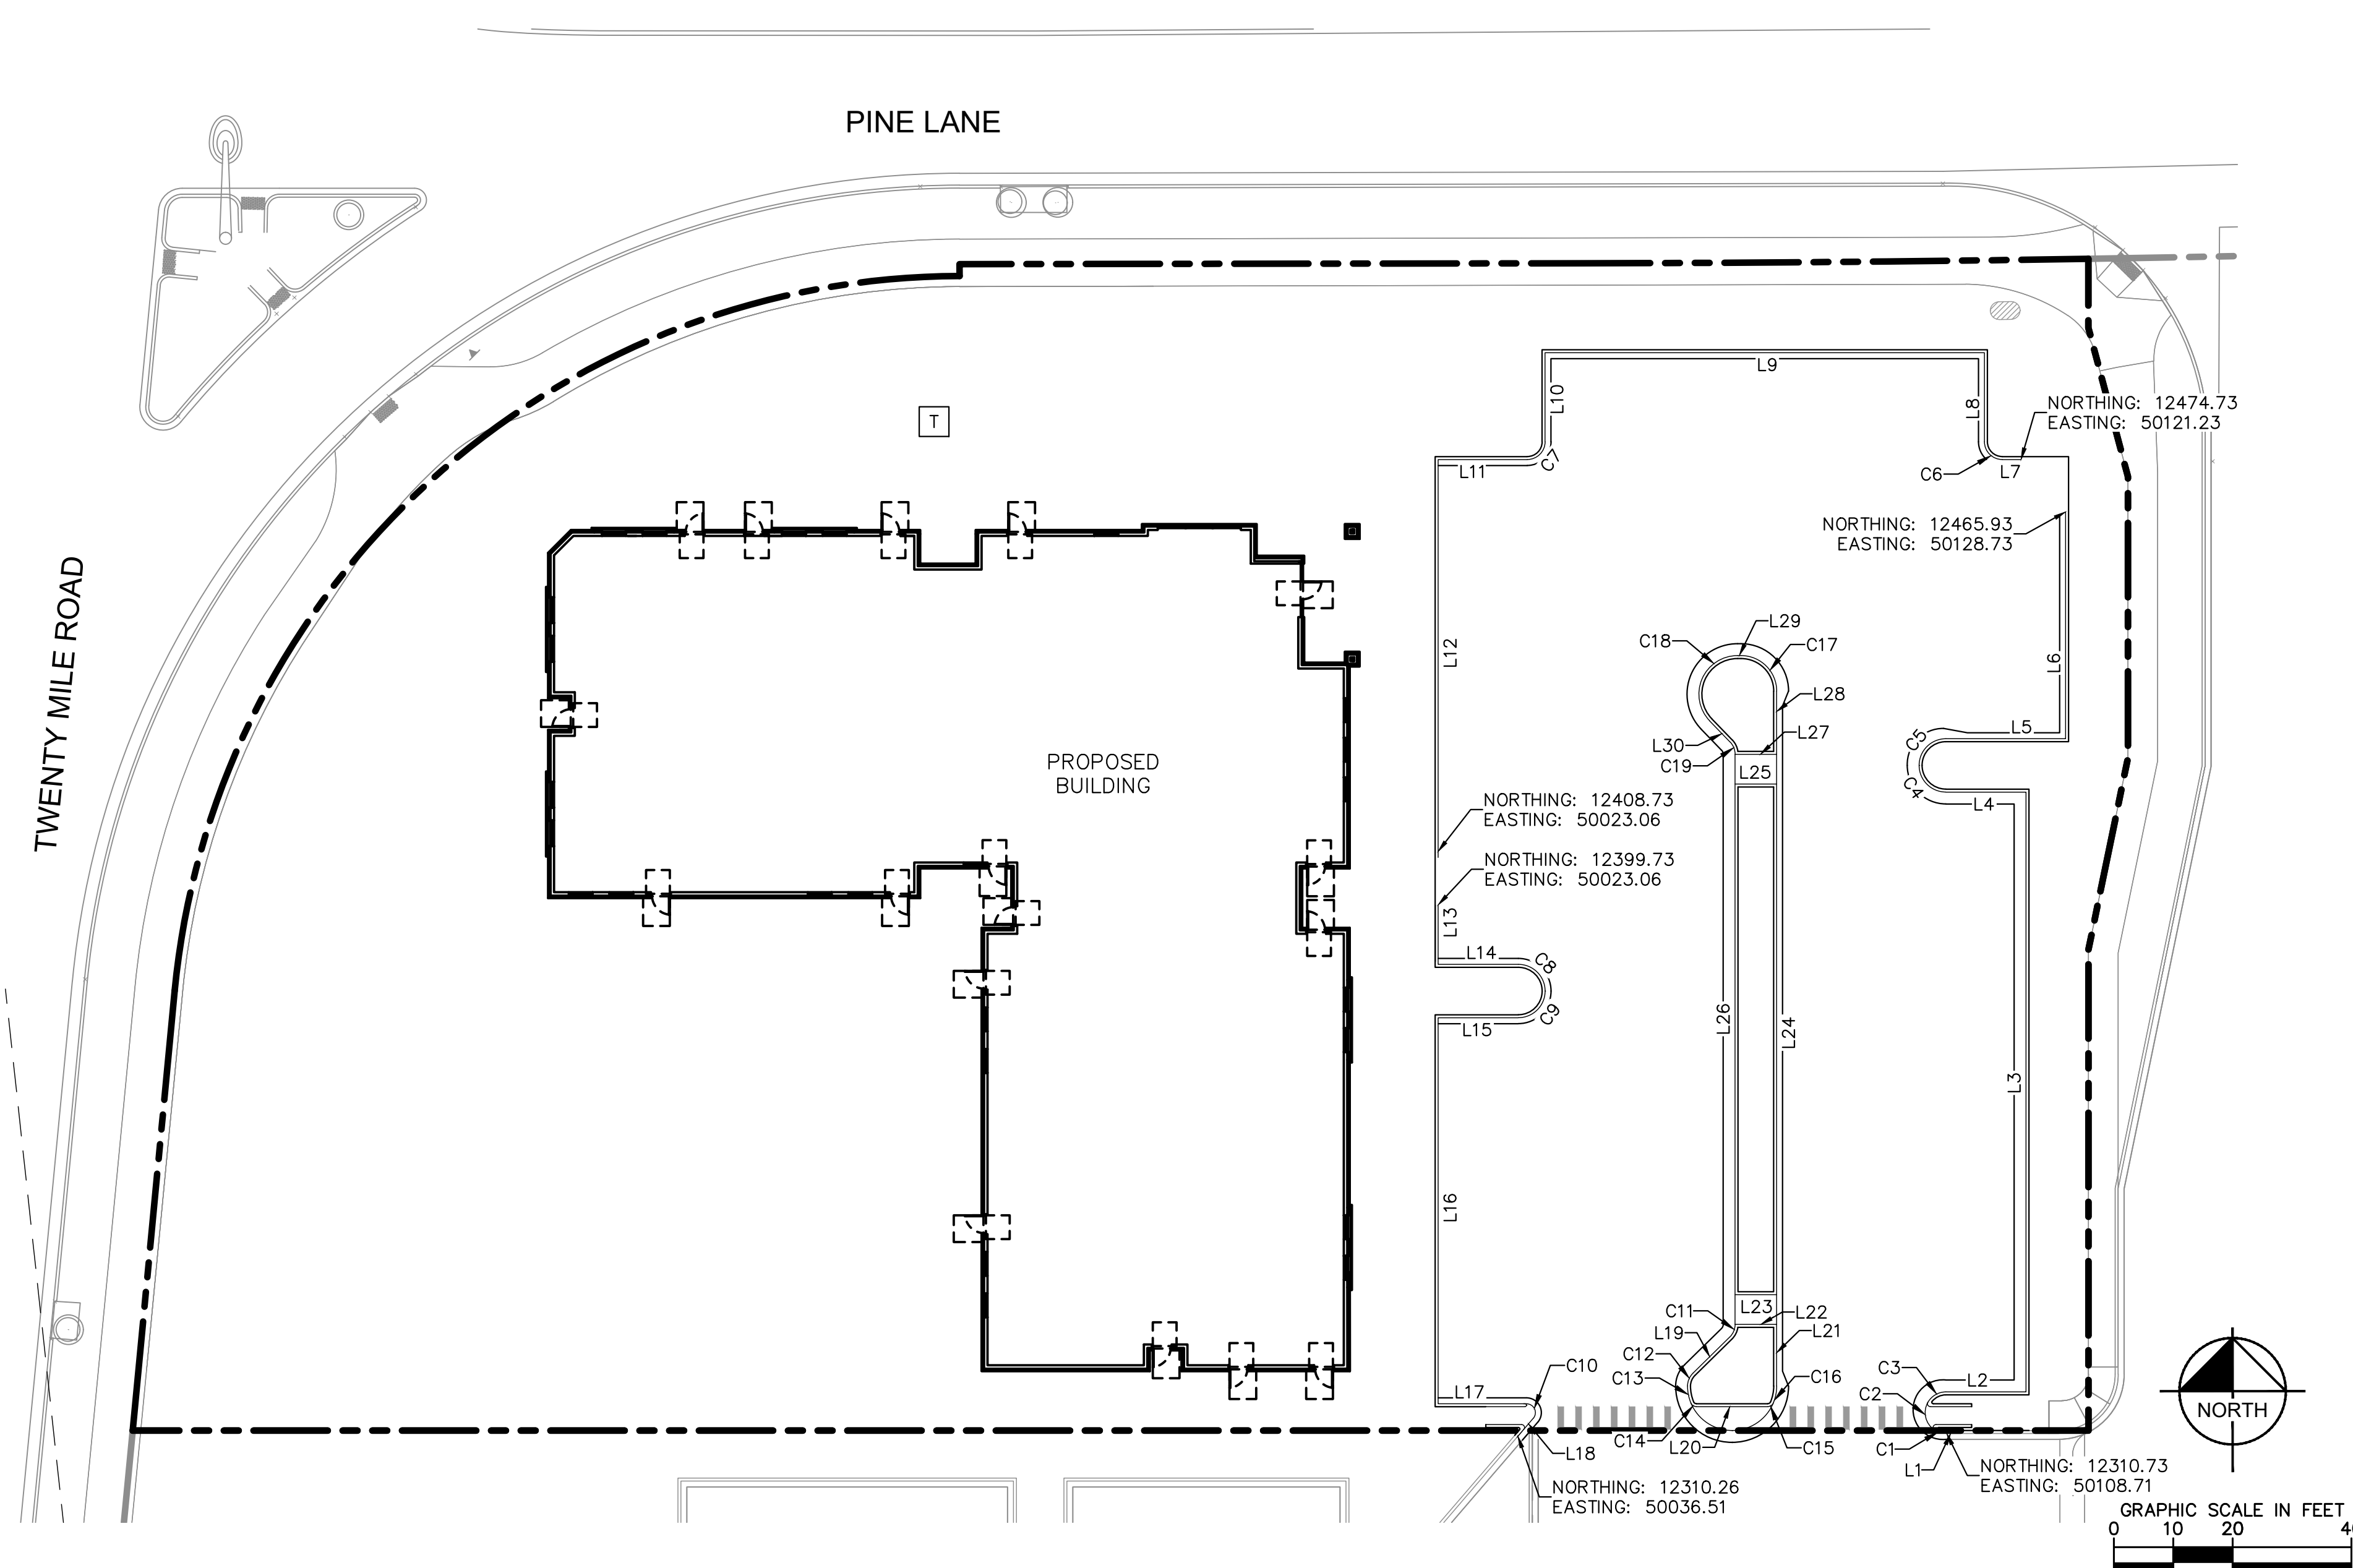 PINE LANE
TWENTY MILE ROAD
T
PROPOSED
BUILDING
L9
L10
L8
NORTHING: 12474.73
EASTING: 50121.23
L11
C7
C6
L7
NORTHING: 12465.93
EASTING: 50128.73
L12
C18
L29
C17
L6
L28
L30
L27
C19
L25
C5
L5
C4
L4
NORTHING: 12408.73
EASTING: 50023.06
NORTHING: 12399.73
EASTING: 50023.06
L13
L14
C8
C9
L15
L26
L24
L3
L16
C11
L23
L22
L19
L21
C12
C10
C13
C16
C3
L2
L17
C2
C14
L20
C15
C1
L18
L1
NORTHING: 12310.73
EASTING: 50108.71
NORTHING: 12310.26
EASTING: 50036.51
NORTH
GRAPHIC SCALE IN FEET
0 10 20